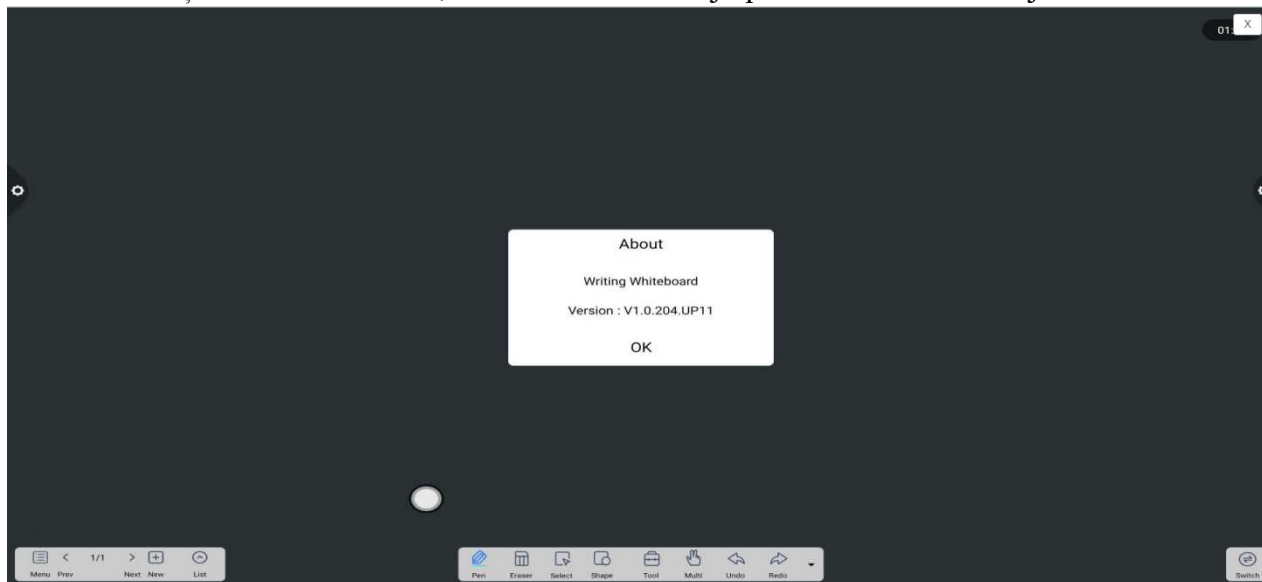 01:
X
About
Writing Whiteboard
Version : V1.0.204.UP11
OK
1/1
Menu Prev Next New List
Pen Eraser Select Shape Tool Multi Undo Redo
Switch